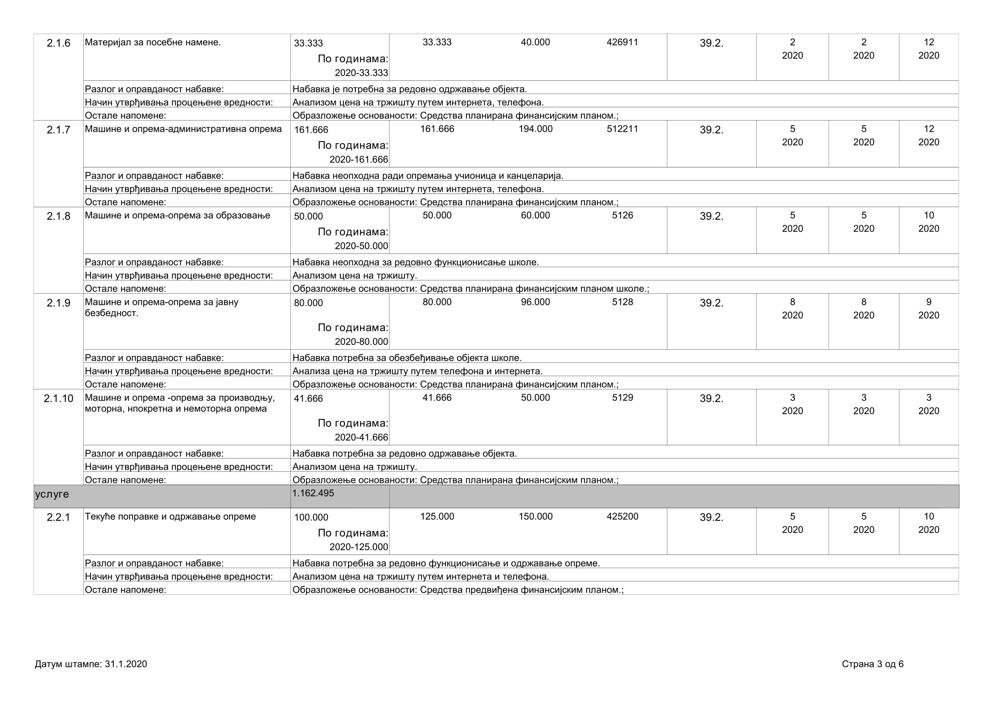 2.1.6 Материјал за посебне намене. 33.333 33.333 40.000 426911 39.2. 2 2 12
2020 2020 2020
По годинама:
2020-33.333
Разлог и оправданост набавке: Набавка је потребна за редовно одржавање објекта.
Начин утврђивања процењене вредности: Анализом цена на тржишту путем интернета, телефона.
Остале напомене: Образложење основаности: Средства планирана финансијским планом.;
2.1.7 Машине и опрема-административна опрема 161.666 161.666 194.000 512211 39.2. 5 5 12
2020 2020 2020
По годинама:
2020-161.666
Разлог и оправданост набавке: Набавка неопходна ради опремања учионица и канцеларија.
Начин утврђивања процењене вредности: Анализом цена на тржишту путем интернета, телефона.
Остале напомене: Образложење основаности: Средства планирана финансијским планом.;
2.1.8 Машине и опрема-опрема за образовање 50.000 50.000 60.000 5126 39.2. 5 5 10
2020 2020 2020
По годинама:
2020-50.000
Разлог и оправданост набавке: Набавка неопходна за редовно функционисање школе.
Начин утврђивања процењене вредности: Анализом цена на тржишту.
Остале напомене: Образложење основаности: Средства планирана финансијским планом школе.;
2.1.9 Машине и опрема-опрема за јавну 80.000 80.000 96.000 5128 39.2. 8 8 9
безбедност. 2020 2020 2020
По годинама:
2020-80.000
Разлог и оправданост набавке: Набавка потребна за обезбеђивање објекта школе.
Начин утврђивања процењене вредности: Анализа цена на тржишту путем телефона и интернета.
Остале напомене: Образложење основаности: Средства планирана финансијским планом.;
2.1.10 Машине и опрема -опрема за производњу, 41.666 41.666 50.000 5129 39.2. 3 3 3
моторна, нпокретна и немоторна опрема 2020 2020 2020
По годинама:
2020-41.666
Разлог и оправданост набавке: Набавка потребна за редовно одржавање објекта.
Начин утврђивања процењене вредности: Анализом цена на тржишту.
Остале напомене: Образложење основаности: Средства планирана финансијским планом.;
услуге 1.162.495
2.2.1 Текуће поправке и одржавање опреме 100.000 125.000 150.000 425200 39.2. 5 5 10
2020 2020 2020
По годинама:
2020-125.000
Разлог и оправданост набавке: Набавка потребна за редовно функционисање и одржавање опреме.
Начин утврђивања процењене вредности: Анализом цена на тржишту путем интернета и телефона.
Остале напомене: Образложење основаности: Средства предвиђена финансијским планом.;
Датум штампе: 31.1.2020 Страна 3 од 6